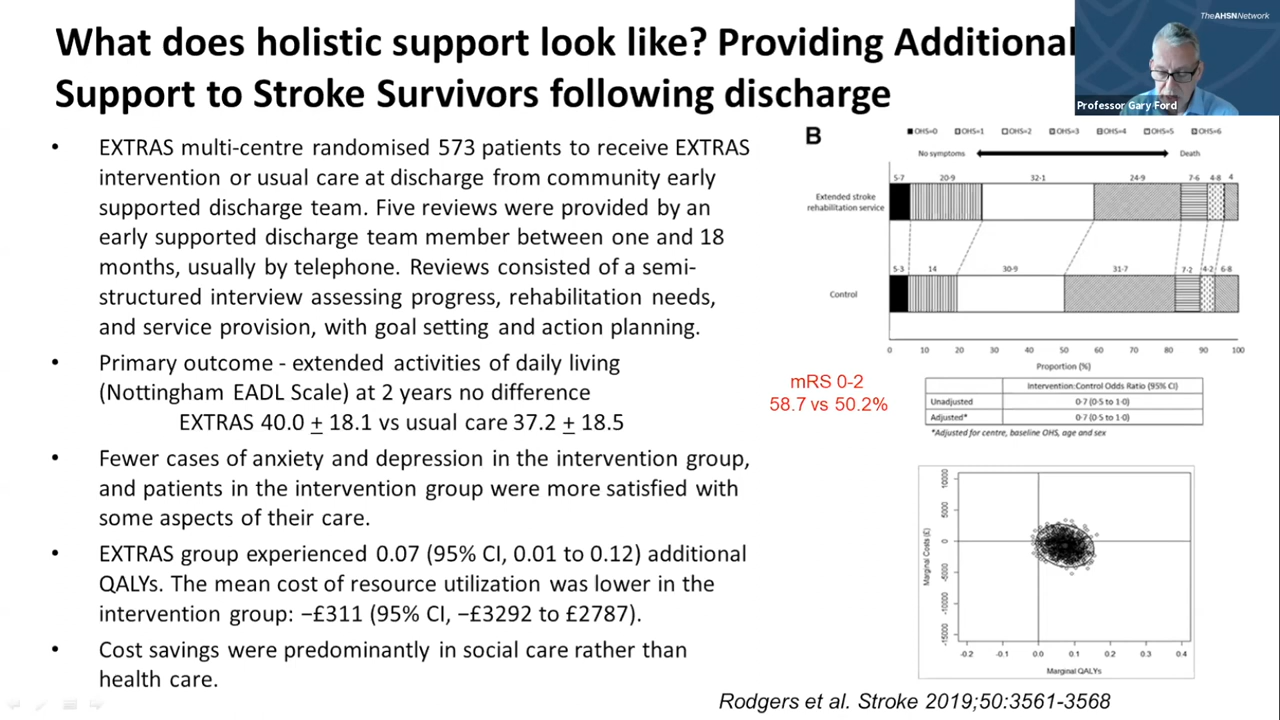 TheAHSNNetwork
What does holistic support look like? Providing Additional
Support to Stroke Survivors following discharge
Professor Gary Ford
• EXTRAS multi-centre randomised 573 patients to receive EXTRAS
intervention or usual care at discharge from community early
supported discharge team. Five reviews were provided by an
early supported discharge team member between one and 18
months, usually by telephone. Reviews consisted of a semi-
structured interview assessing progress, rehabilitation needs,
and service provision, with goal setting and action planning.
• Primary outcome - extended activities of daily living
(Nottingham EADL Scale) at 2 years no difference
EXTRAS 40.0 + 18.1 vs usual care 37.2 + 18.5
• Fewer cases of anxiety and depression in the intervention group,
and patients in the intervention group were more satisfied with
some aspects of their care.
• EXTRAS group experienced 0.07 (95% CI, 0.01 to 0.12) additional
QALYs. The mean cost of resource utilization was lower in the
intervention group: −£311 (95% CI, −£3292 to £2787).
• Cost savings were predominantly in social care rather than
health care.
B
OHS=0 OHS=1 OHS=2 OHS=3 OHS=4 OHS=5 OHS=6
No symptoms Death
5·7 20·9 32·1 24·9 7·6 4·8 4
Extended stroke
rehabilitation service
5·3 14 30·9 31·7 7·2 4·2 6·8
Control
0 10 20 30 40 50 60 70 80 90 100
Proportion (%)
mRS 0-2
58.7 vs 50.2%
Intervention:Control Odds Ratio (95% CI)
Unadjusted 0·7 (0·5 to 1·0)
Adjusted* 0·7 (0·5 to 1·0)
*Adjusted for centre, baseline OHS, age and sex
Marginal Costs (£)
10000
5000
0
-5000
-10000
-15000
-0.2 -0.1 0.0 0.1 0.2 0.3 0.4
Marginal QALYs
Rodgers et al. Stroke 2019;50:3561-3568